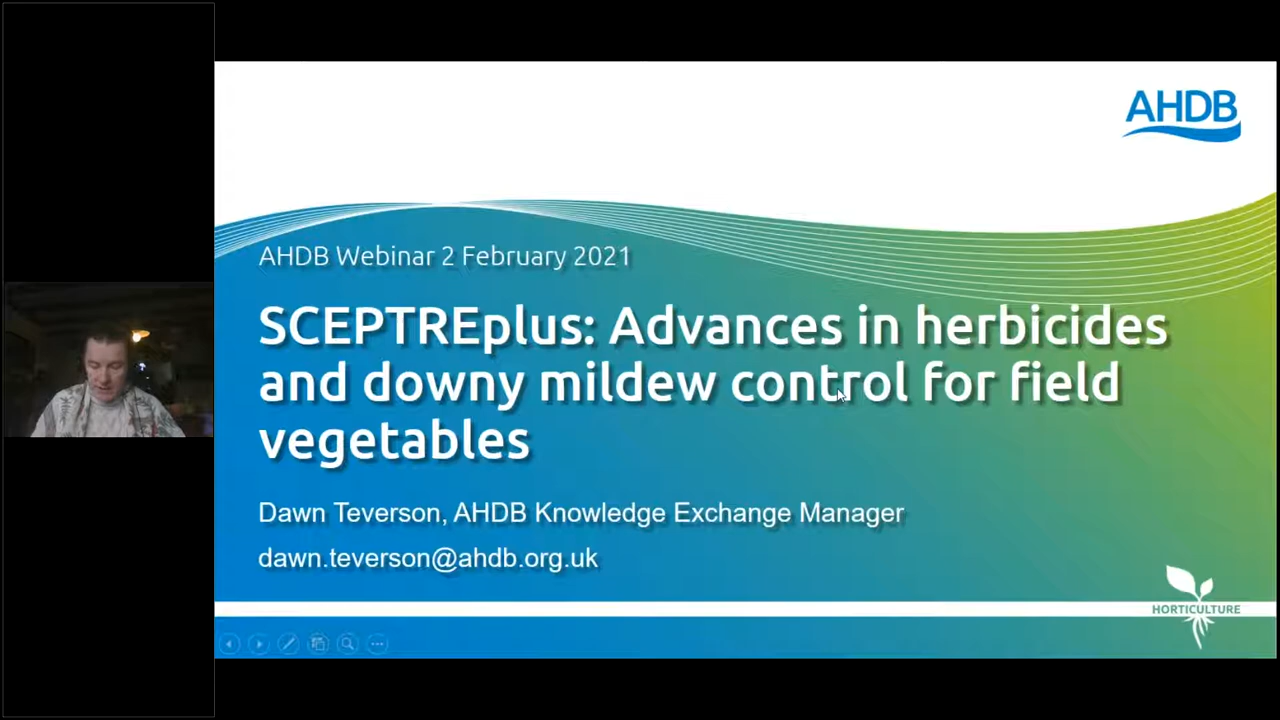 AHDB
AHDB Webinar 2 February 2021
SCEPTREplus: Advances in herbicides
and downy mildew control for field
vegetables
Dawn Teverson, AHDB Knowledge Exchange Manager
dawn.teverson@ahdb.org.uk
HORTICULTURE